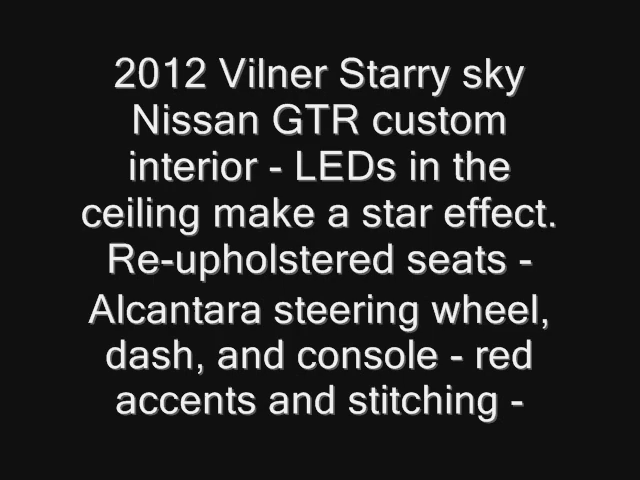 2012 Vilner Starry sky
Nissan GTR custom
interior - LEDs in the
ceiling make a star effect.
Re-upholstered seats -
Alcantara steering wheel,
dash, and console - red
accents and stitching -